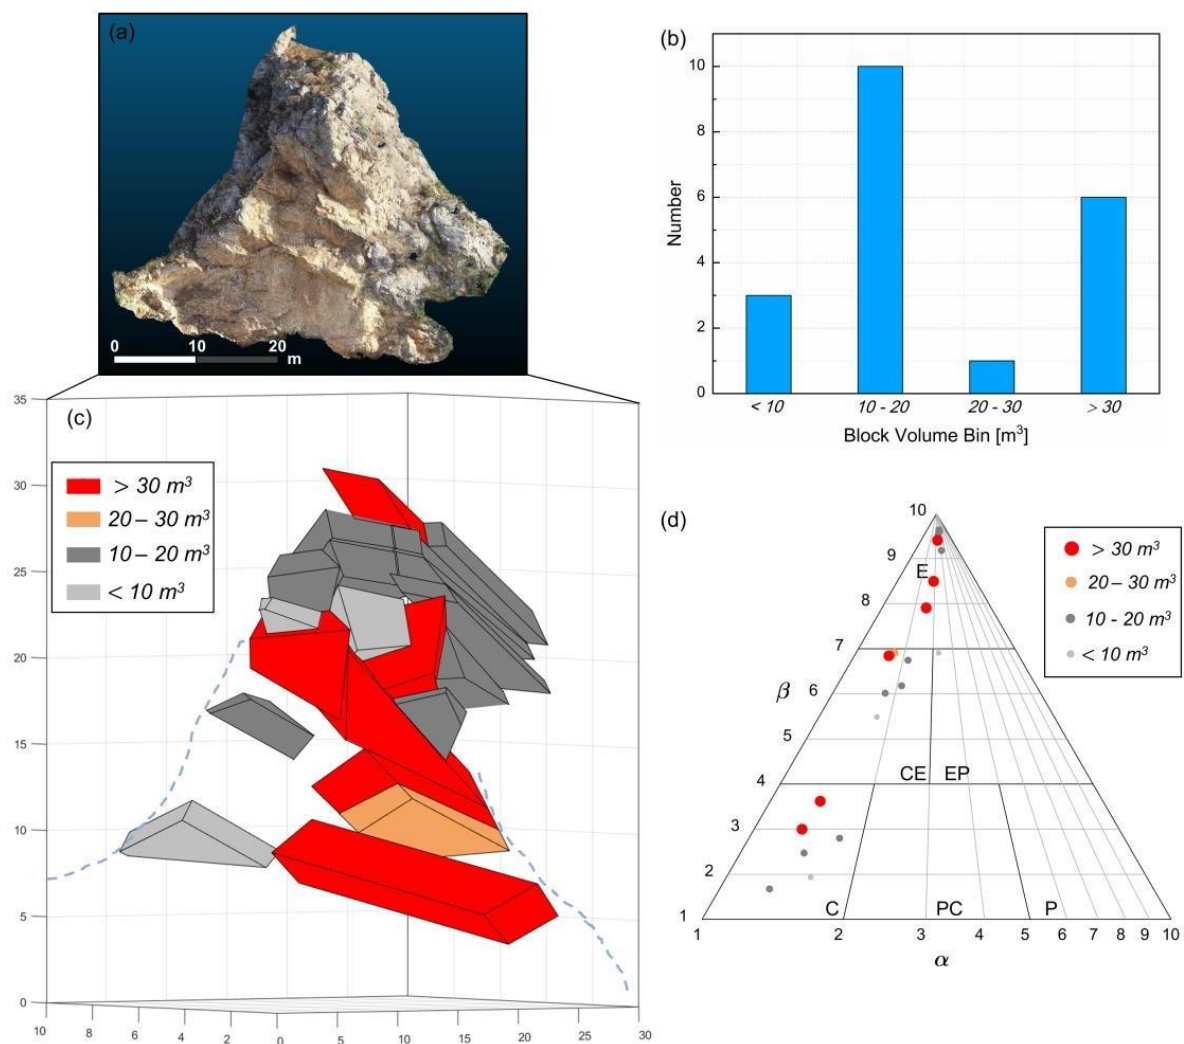 (a)
0 10 20
m
(b)
10
8
6
4
2
0
Number
< 10 10 - 20 20 - 30 > 30
Block Volume Bin [m³]
(c)
35
30
25
20
15
10
5
0
> 30 m³
20 – 30 m³
10 – 20 m³
< 10 m³
10 8 6 4 2 0 5 10 15 20 25 30
(d)
10
9
8
7
6
5
4
3
2
1
β
E
CE EP
C PC P
1 2 3 4 5 6 7 8 9 10
α
> 30 m³
20 – 30 m³
10 - 20 m³
< 10 m³